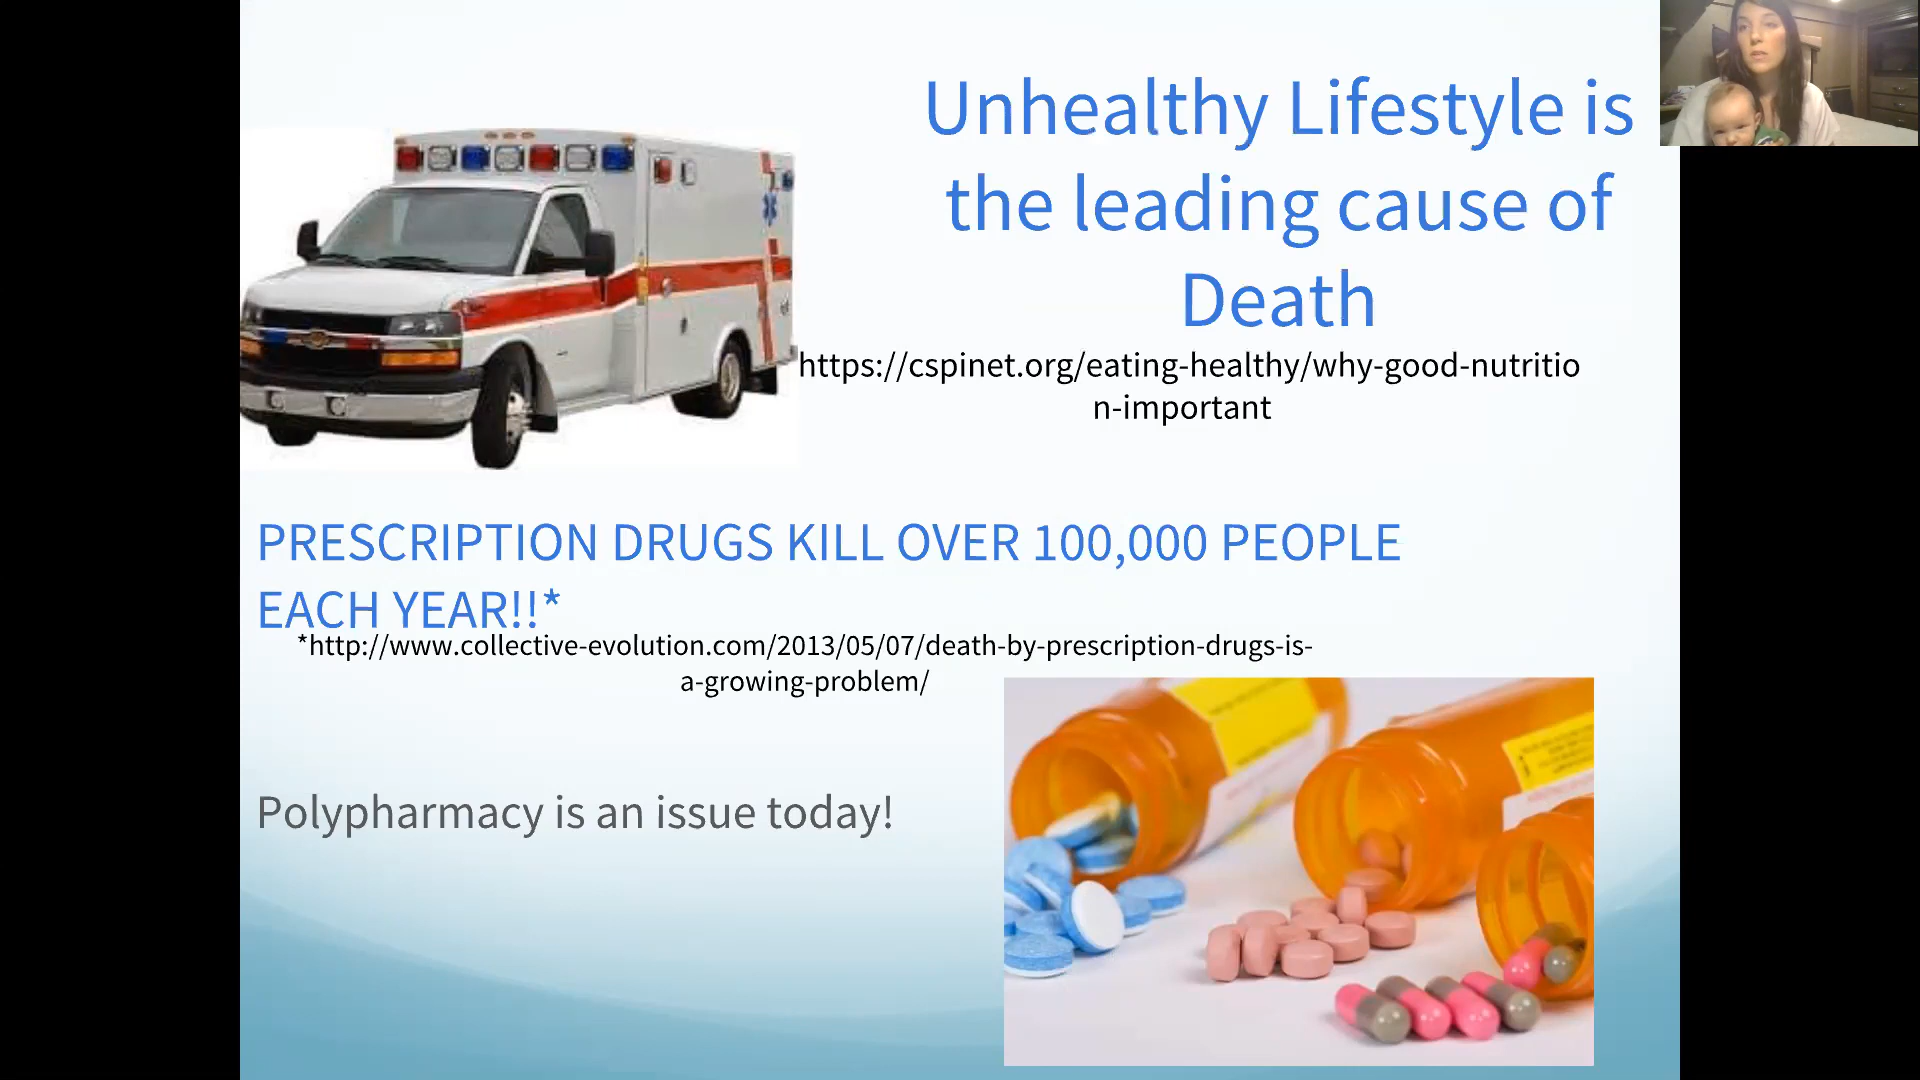 Unhealthy Lifestyle is
the leading cause of
Death
https://cspinet.org/eating-healthy/why-good-nutritio
n-important
PRESCRIPTION DRUGS KILL OVER 100,000 PEOPLE
EACH YEAR!!*
*http://www.collective-evolution.com/2013/05/07/death-by-prescription-drugs-is-
a-growing-problem/
Polypharmacy is an issue today!